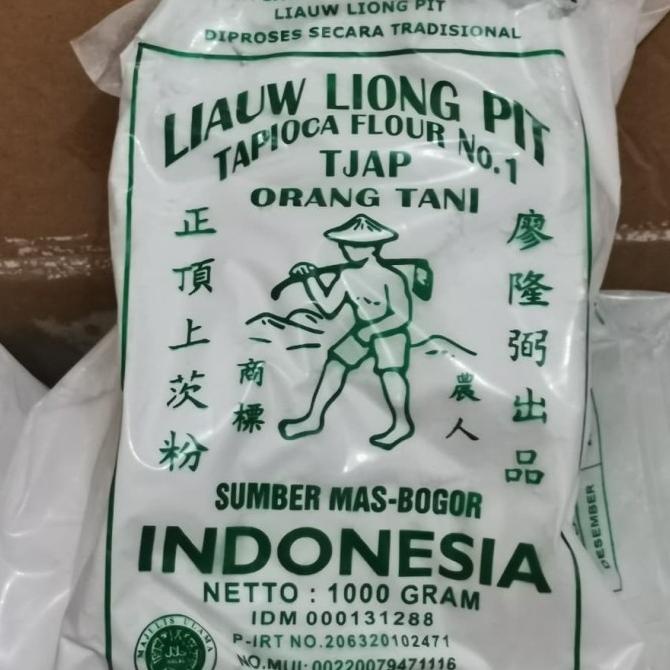 LIAUW LIONG PIT
DIPROSES SECARA TRADISIONAL
LIAUW LIONG PIT
TAPIOCA FLOUR No.1
TJAP
ORANG TANI
正頂上茨粉
商標
農人
廖隆弼出品
SUMBER MAS-BOGOR
INDONESIA
NETTO : 1000 GRAM
IDM 000131288
P-IRT NO.206320102471
NO.MUI: 00220079471116
MAJELIS ULAMA
DESEMBER